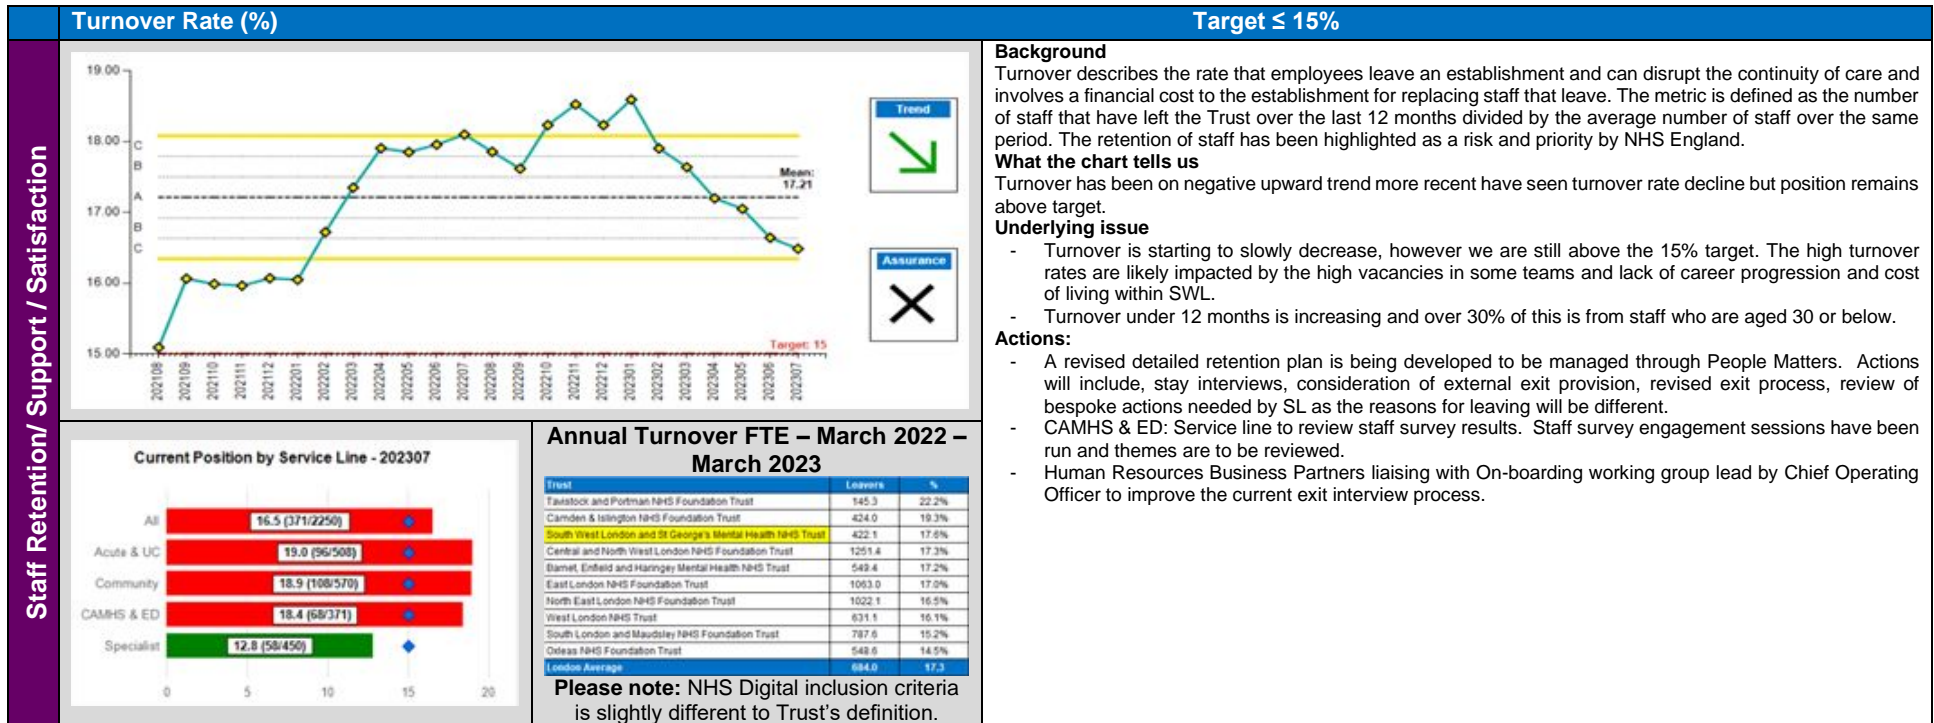 Turnover Rate (%)
Target ≤ 15%
Staff Retention/ Support / Satisfaction
19.00
18.00
17.00
16.00
15.00
C
B
A
B
C
Mean:
17.21
Target: 15
202108
202109
202110
202111
202112
202201
202202
202203
202204
202205
202206
202207
202208
202209
202210
202211
202212
202301
202302
202303
202304
202305
202306
202307
Trend
Assurance
Background
Turnover describes the rate that employees leave an establishment and can disrupt the continuity of care and
involves a financial cost to the establishment for replacing staff that leave. The metric is defined as the number
of staff that have left the Trust over the last 12 months divided by the average number of staff over the same
period. The retention of staff has been highlighted as a risk and priority by NHS England.
What the chart tells us
Turnover has been on negative upward trend more recent have seen turnover rate decline but position remains
above target.
Underlying issue
- Turnover is starting to slowly decrease, however we are still above the 15% target. The high turnover
rates are likely impacted by the high vacancies in some teams and lack of career progression and cost
of living within SWL.
- Turnover under 12 months is increasing and over 30% of this is from staff who are aged 30 or below.
Actions:
- A revised detailed retention plan is being developed to be managed through People Matters. Actions
will include, stay interviews, consideration of external exit provision, revised exit process, review of
bespoke actions needed by SL as the reasons for leaving will be different.
- CAMHS & ED: Service line to review staff survey results. Staff survey engagement sessions have been
run and themes are to be reviewed.
- Human Resources Business Partners liaising with On-boarding working group lead by Chief Operating
Officer to improve the current exit interview process.
Current Position by Service Line - 202307
All
16.5 (371/2250)
Acute & UC
19.0 (96/508)
Community
18.9 (108/570)
CAMHS & ED
18.4 (68/371)
Specialist
12.8 (58/450)
0 5 10 15 20
Annual Turnover FTE – March 2022 –
March 2023
Trust Leavers %
Tavistock and Portman NHS Foundation Trust 145.3 22.2%
Camden & Islington NHS Foundation Trust 424.0 19.3%
South West London and St George's Mental Health NHS Trust 422.1 17.6%
Central and North West London NHS Foundation Trust 1251.4 17.3%
Barnet, Enfield and Haringey Mental Health NHS Trust 549.4 17.2%
East London NHS Foundation Trust 1063.0 17.0%
North East London NHS Foundation Trust 1022.1 16.5%
West London NHS Trust 631.1 16.1%
South London and Maudsley NHS Foundation Trust 787.6 15.2%
Oxleas NHS Foundation Trust 548.6 14.5%
London Average 684.0 17.3
Please note: NHS Digital inclusion criteria
is slightly different to Trust's definition.